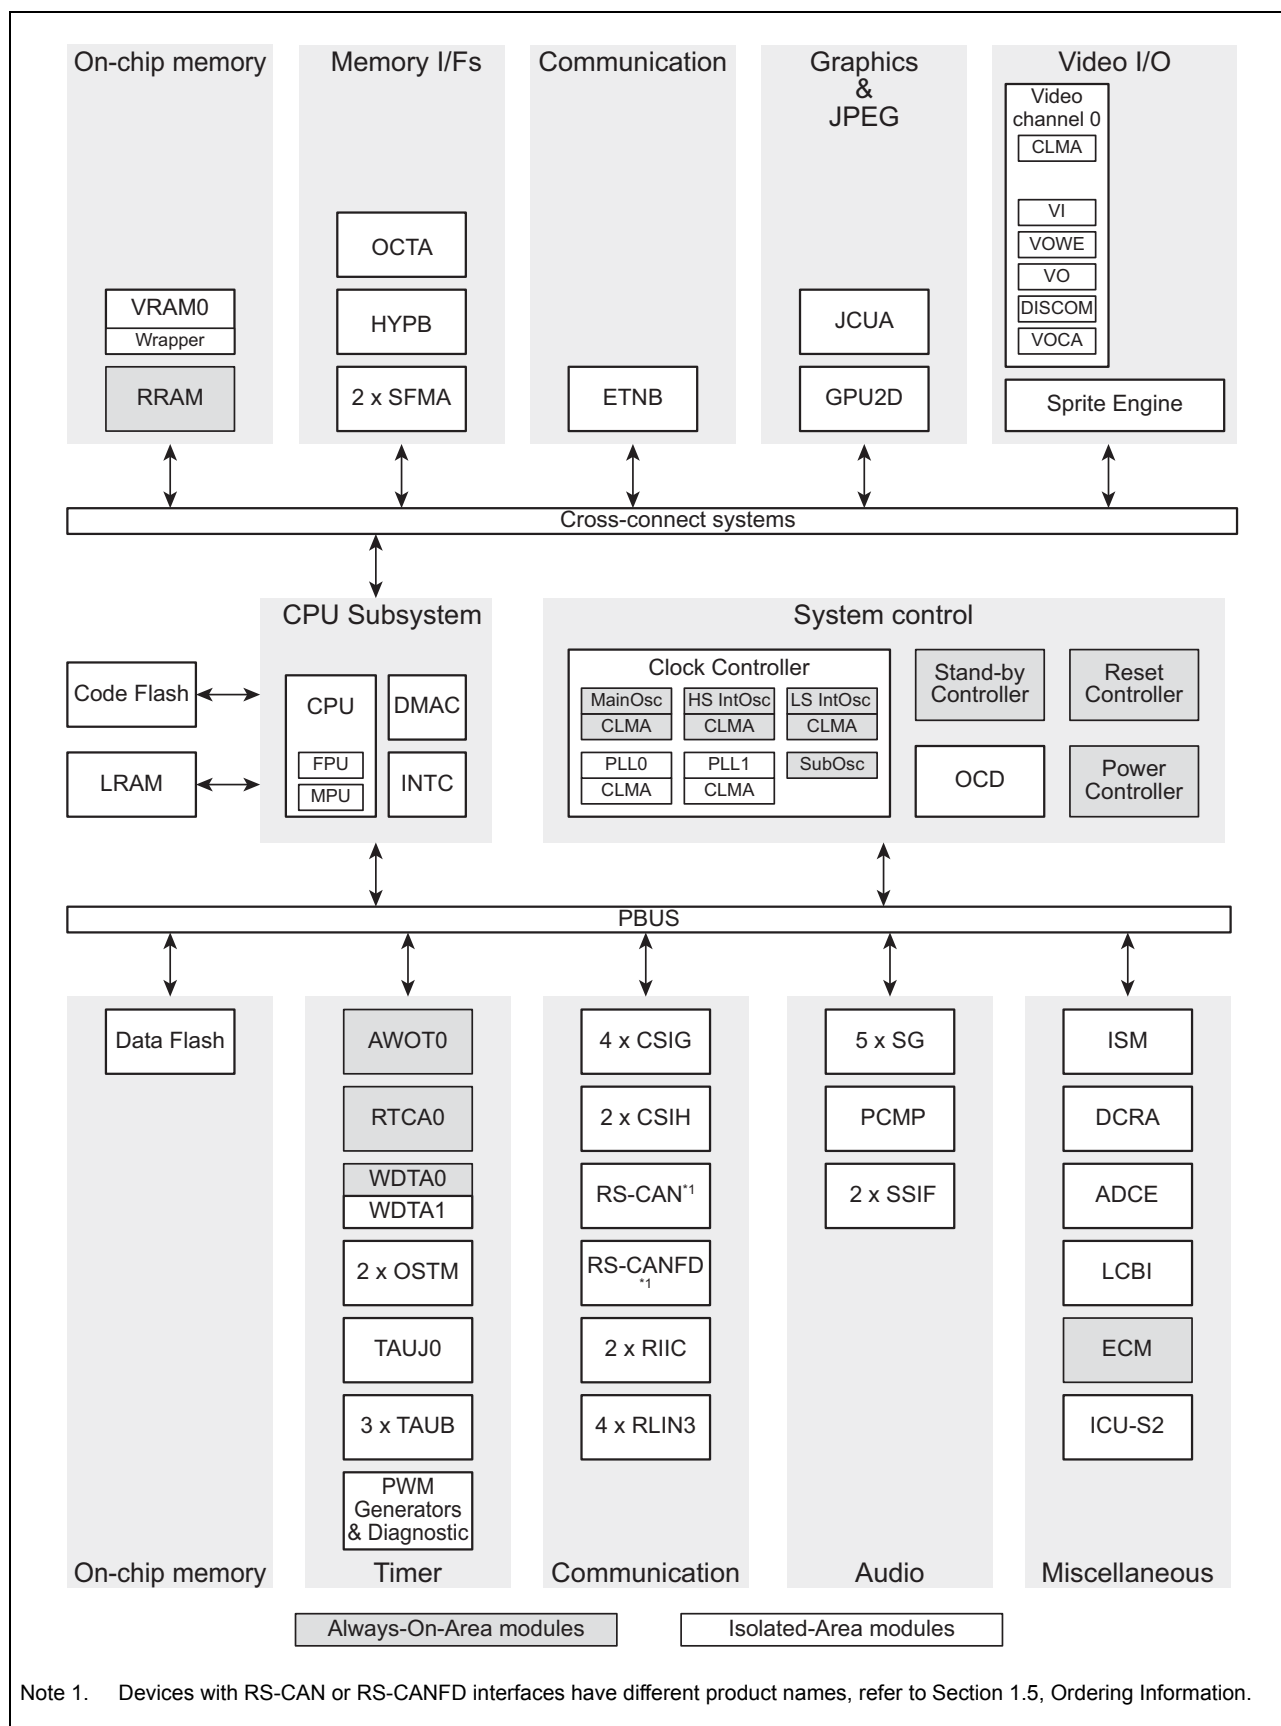 On-chip memory
Memory I/Fs
Communication
Graphics
&
JPEG
Video I/O
Video
channel 0
CLMA
VI
VOWE
VO
DISCOM
VOCA
Sprite Engine
OCTA
VRAM0
Wrapper
HYPB
JCUA
RRAM
2 x SFMA
ETNB
GPU2D
Cross-connect systems
CPU Subsystem
System control
Code Flash
LRAM
CPU
FPU
MPU
DMAC
INTC
Clock Controller
MainOsc
CLMA
HS IntOsc
CLMA
LS IntOsc
CLMA
PLL0
CLMA
PLL1
CLMA
SubOsc
Stand-by
Controller
Reset
Controller
OCD
Power
Controller
PBUS
Data Flash
On-chip memory
AWOT0
RTCA0
WDTA0
WDTA1
2 x OSTM
TAUJ0
3 x TAUB
PWM
Generators
& Diagnostic
Timer
4 x CSIG
2 x CSIH
RS-CAN*1
RS-CANFD
*1
2 x RIIC
4 x RLIN3
Communication
5 x SG
PCMP
2 x SSIF
Audio
ISM
DCRA
ADCE
LCBI
ECM
ICU-S2
Miscellaneous
Always-On-Area modules
Isolated-Area modules
Note 1. Devices with RS-CAN or RS-CANFD interfaces have different product names, refer to Section 1.5, Ordering Information.